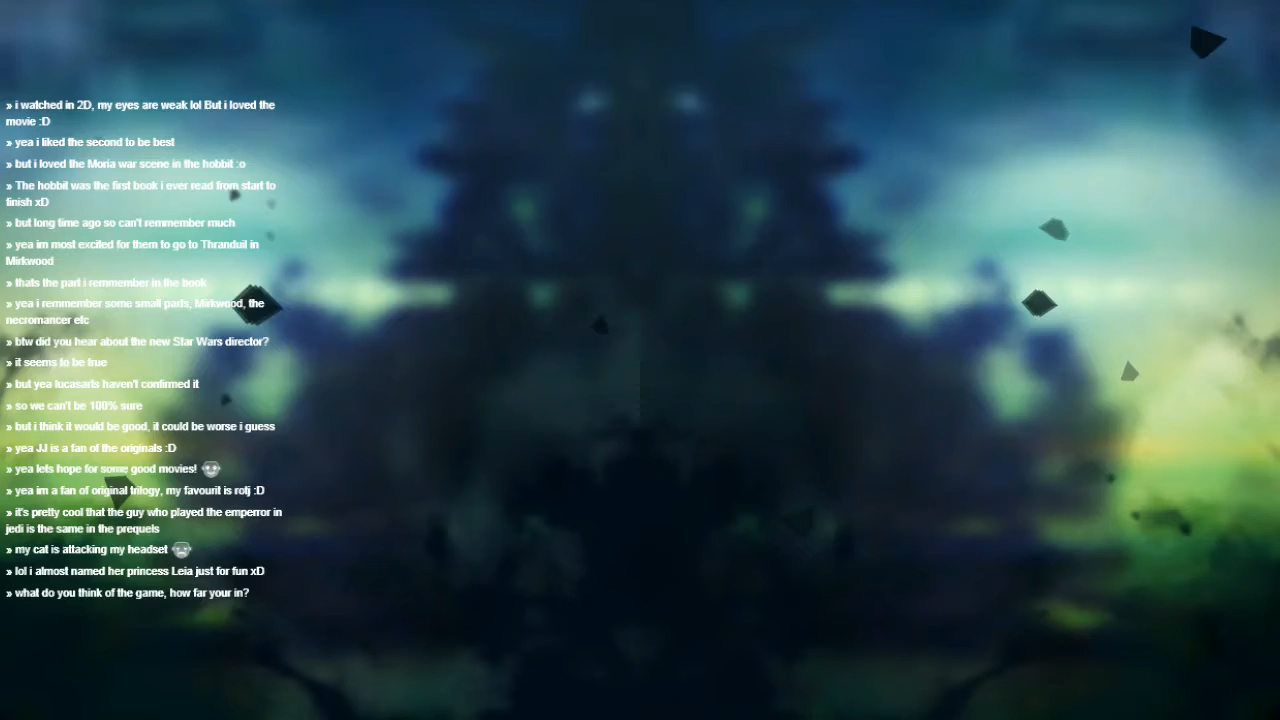 » i watched in 2D, my eyes are weak lol But i loved the
movie :D
» yea i liked the second to be best
» but i loved the Moria war scene in the hobbit :o
» The hobbit was the first book i ever read from start to
finish xD
» but long time ago so can't remmember much
» yea im most excited for them to go to Thranduil in
Mirkwood
» thats the part i remmember in the book
» yea i remmember some small parts, Mirkwood, the
necromancer etc
» btw did you hear about the new Star Wars director?
» it seems to be true
» but yea lucasarts haven't confirmed it
» so we can't be 100% sure
» but i think it would be good, it could be worse i guess
» yea JJ is a fan of the originals :D
» yea lets hope for some good movies!
» yea im a fan of original trilogy, my favourit is rotj :D
» it's pretty cool that the guy who played the emperror in
jedi is the same in the prequels
» my cat is attacking my headset
» lol i almost named her princess Leia just for fun xD
» what do you think of the game, how far your in?